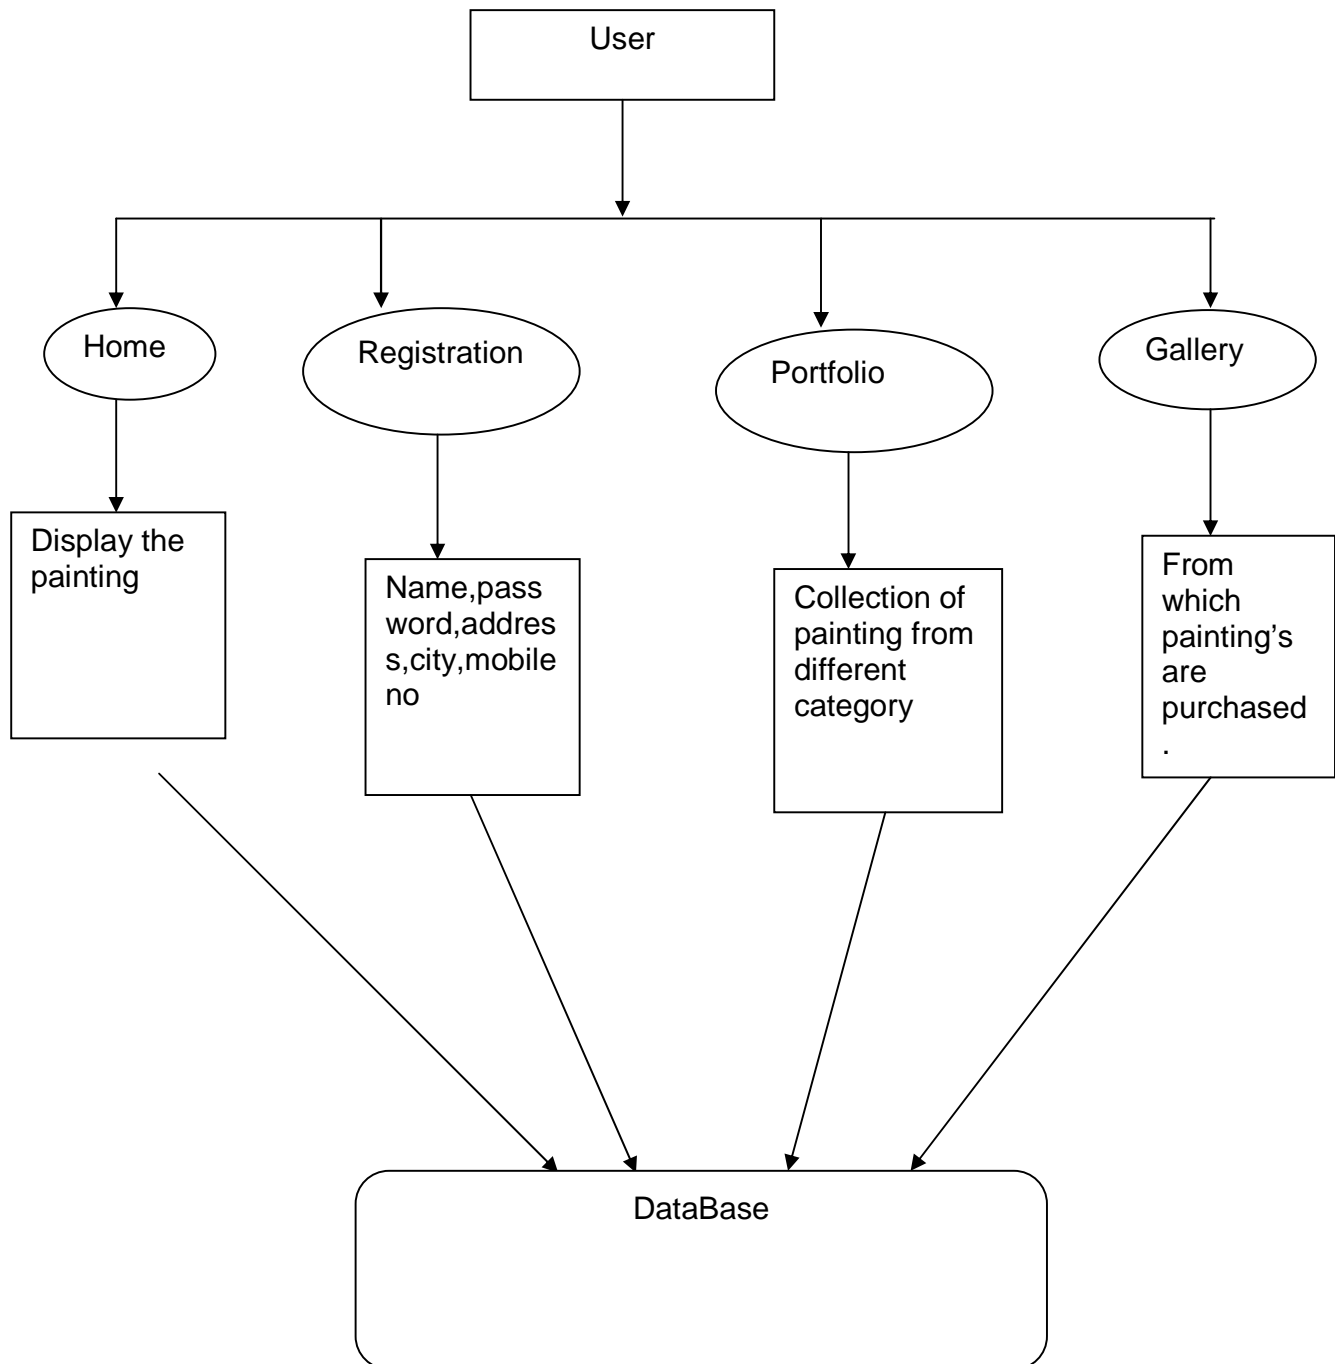 User
Home
Registration
Portfolio
Gallery
Display the
painting
Name,pass
word,addres
s,city,mobile
no
Collection of
painting from
different
category
From
which
painting’s
are
purchased
.
DataBase